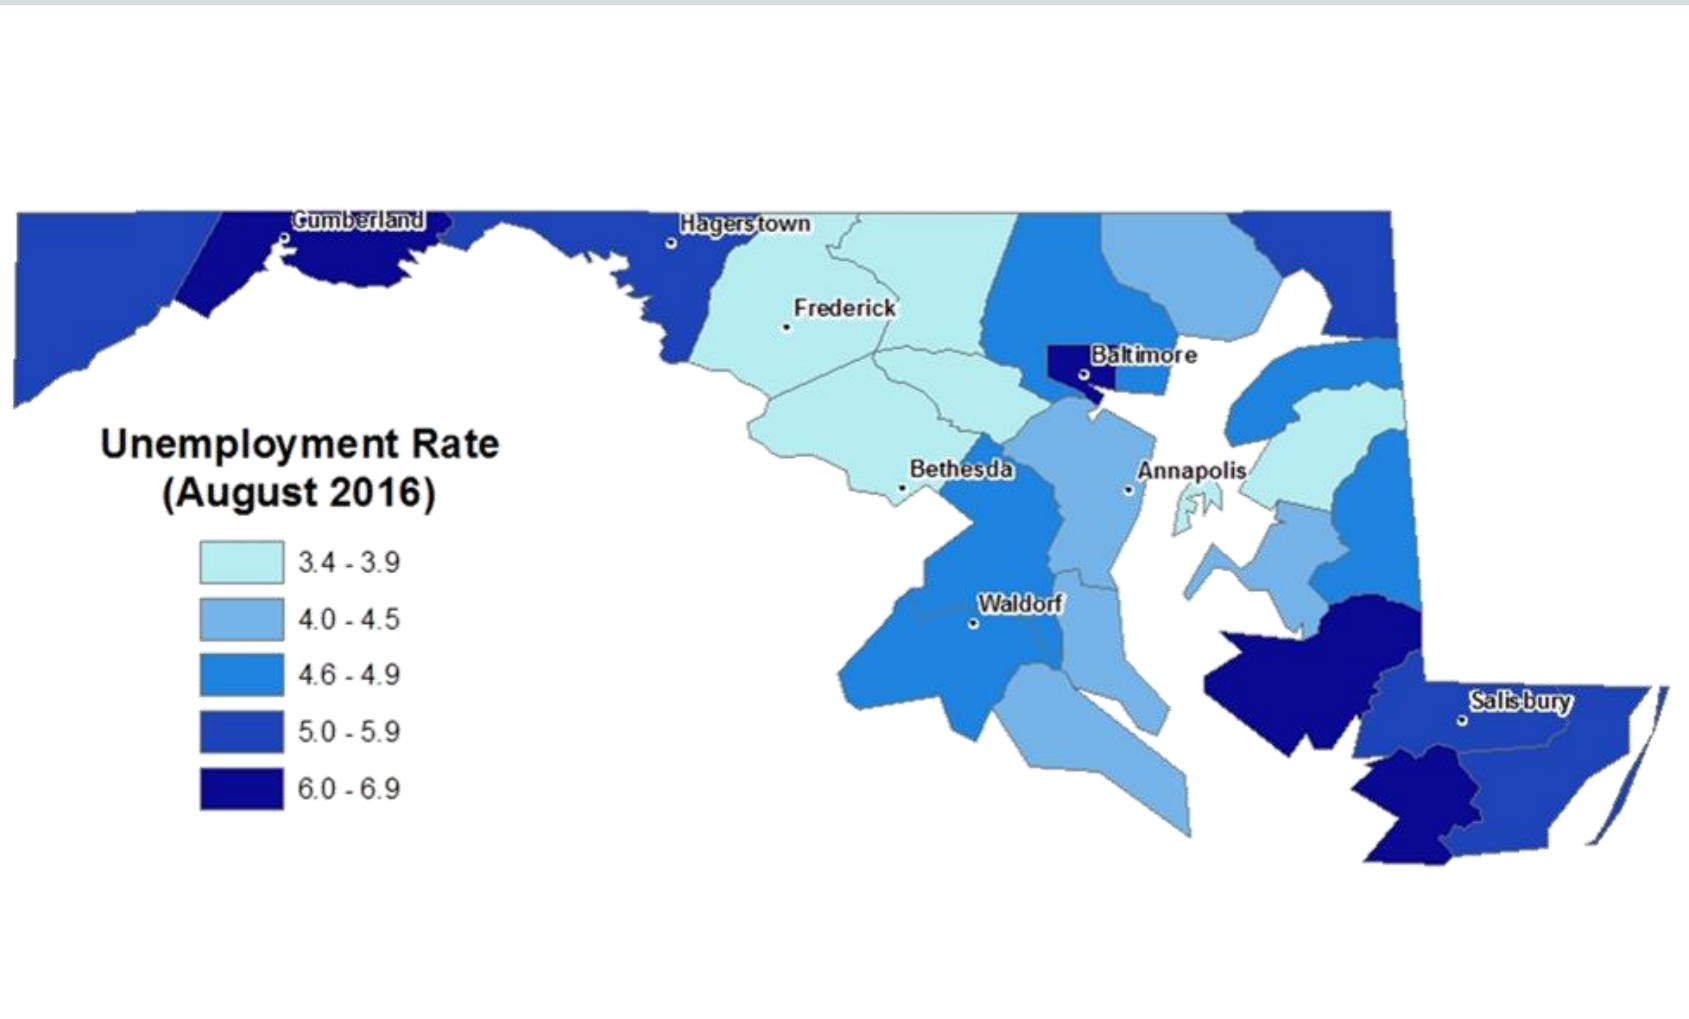 Cumberland
Hagerstown
Frederick
Baltimore
Unemployment Rate
(August 2016)
Bethesda
Annapolis
3.4 - 3.9
4.0 - 4.5
Waldorf
4.6 - 4.9
5.0 - 5.9
Salisbury
6.0 - 6.9